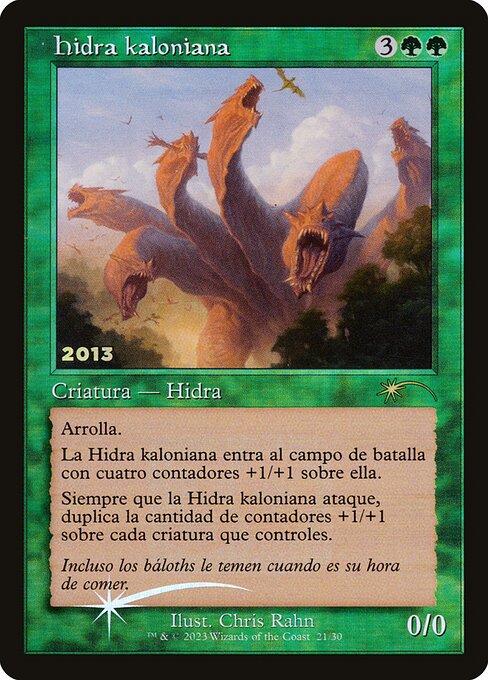 Hidra kaloniana 3
2013
Criatura — Hidra
Arrolla.
La Hidra kaloniana entra al campo de batalla
con cuatro contadores +1/+1 sobre ella.
Siempre que la Hidra kaloniana ataque,
duplica la cantidad de contadores +1/+1
sobre cada criatura que controles.
Incluso los báloths le temen cuando es su hora
de comer.
Ilust. Chris Rahn
™ & © 2023 Wizards of the Coast 21/30
0/0